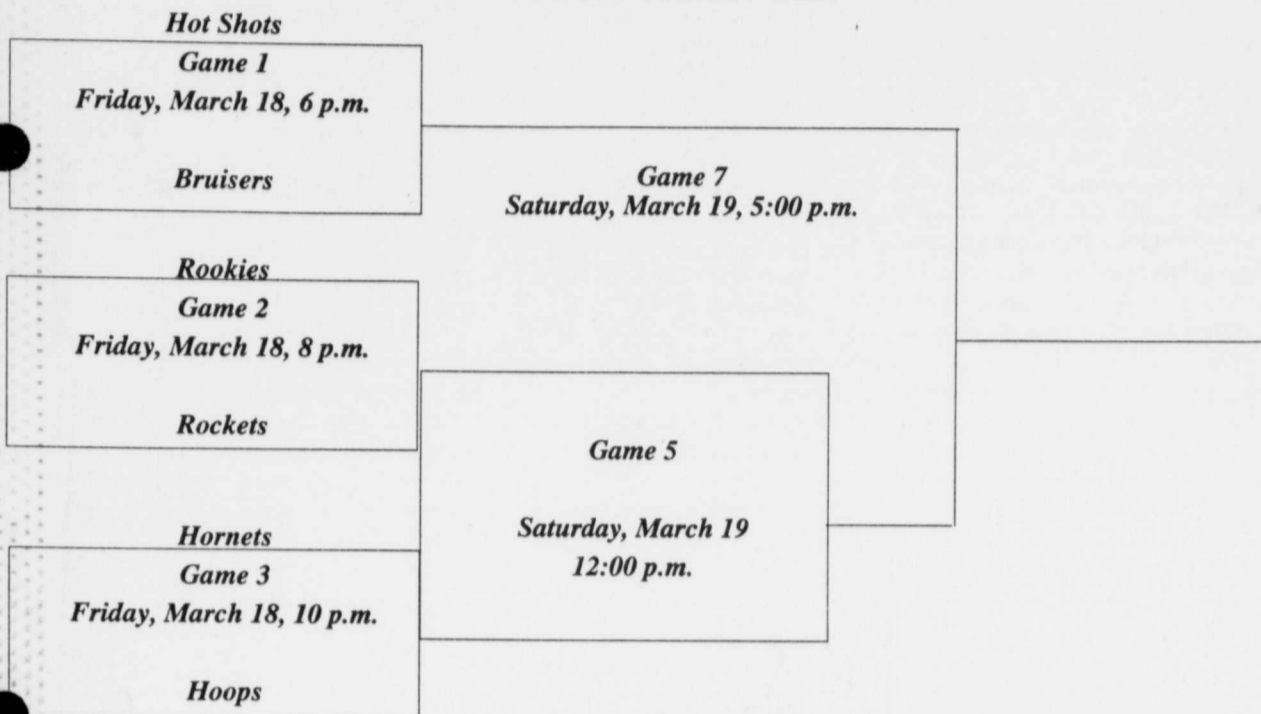 Hot Shots
Game 1
Friday, March 18, 6 p.m.
Bruisers
Game 7
Saturday, March 19, 5:00 p.m.
Rookies
Game 2
Friday, March 18, 8 p.m.
Rockets
Game 5
Saturday, March 19
12:00 p.m.
Hornets
Game 3
Friday, March 18, 10 p.m.
Hoops